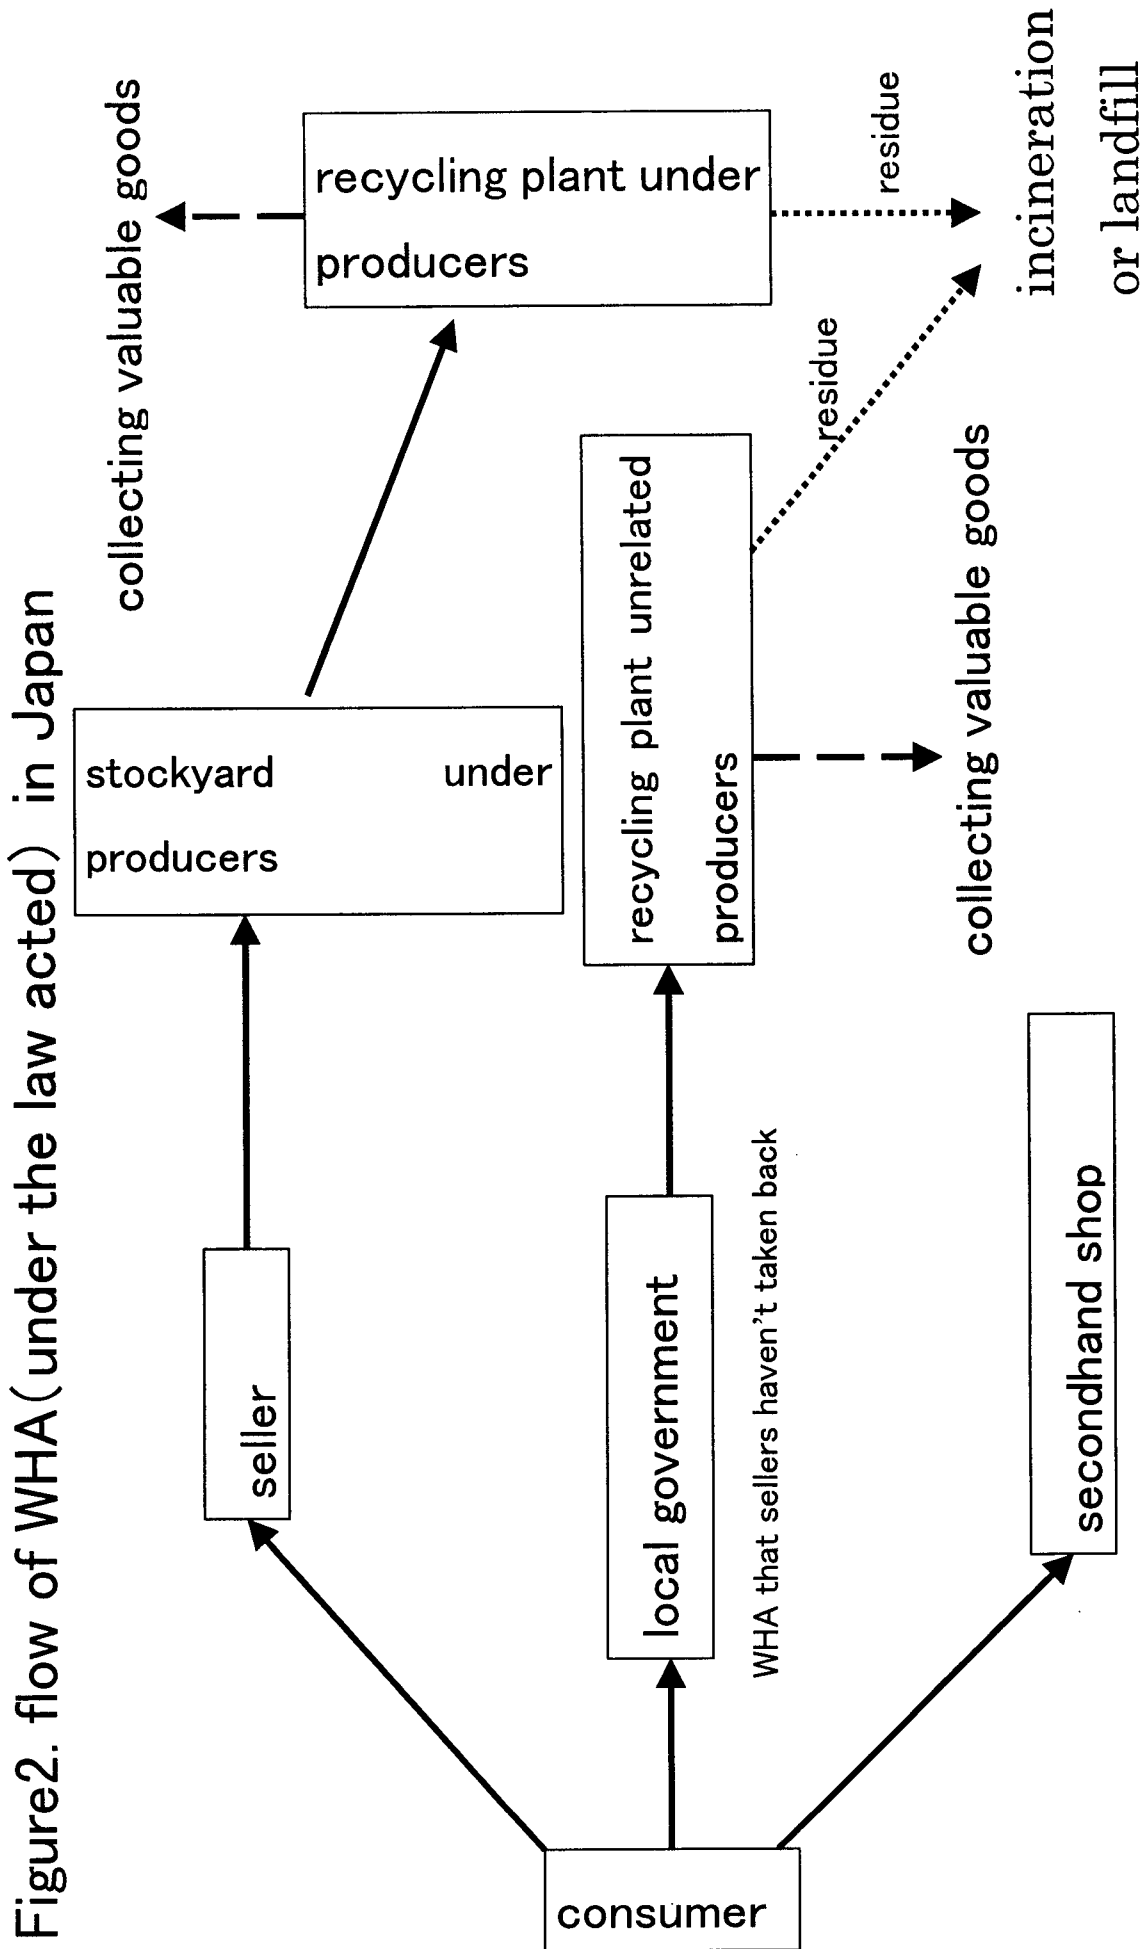 Figure2. flow of WHA(under the law acted) in Japan
consumer
seller
local government
WHA that sellers haven't taken back
secondhand shop
stockyard under
producers
recycling plant unrelated
producers
collecting valuable goods
residue
recycling plant under
producers
collecting valuable goods
residue
incineration
or landfill